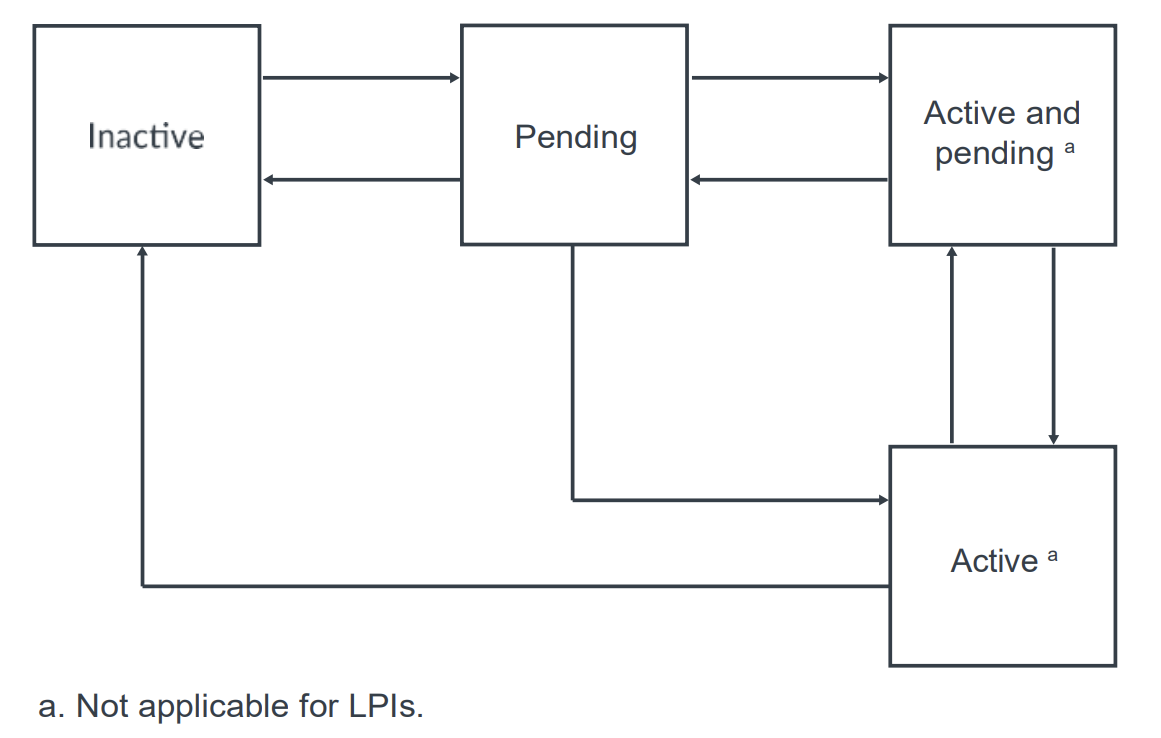 Inactive
Pending
Active and
pending a
Active a
a. Not applicable for LPIs.